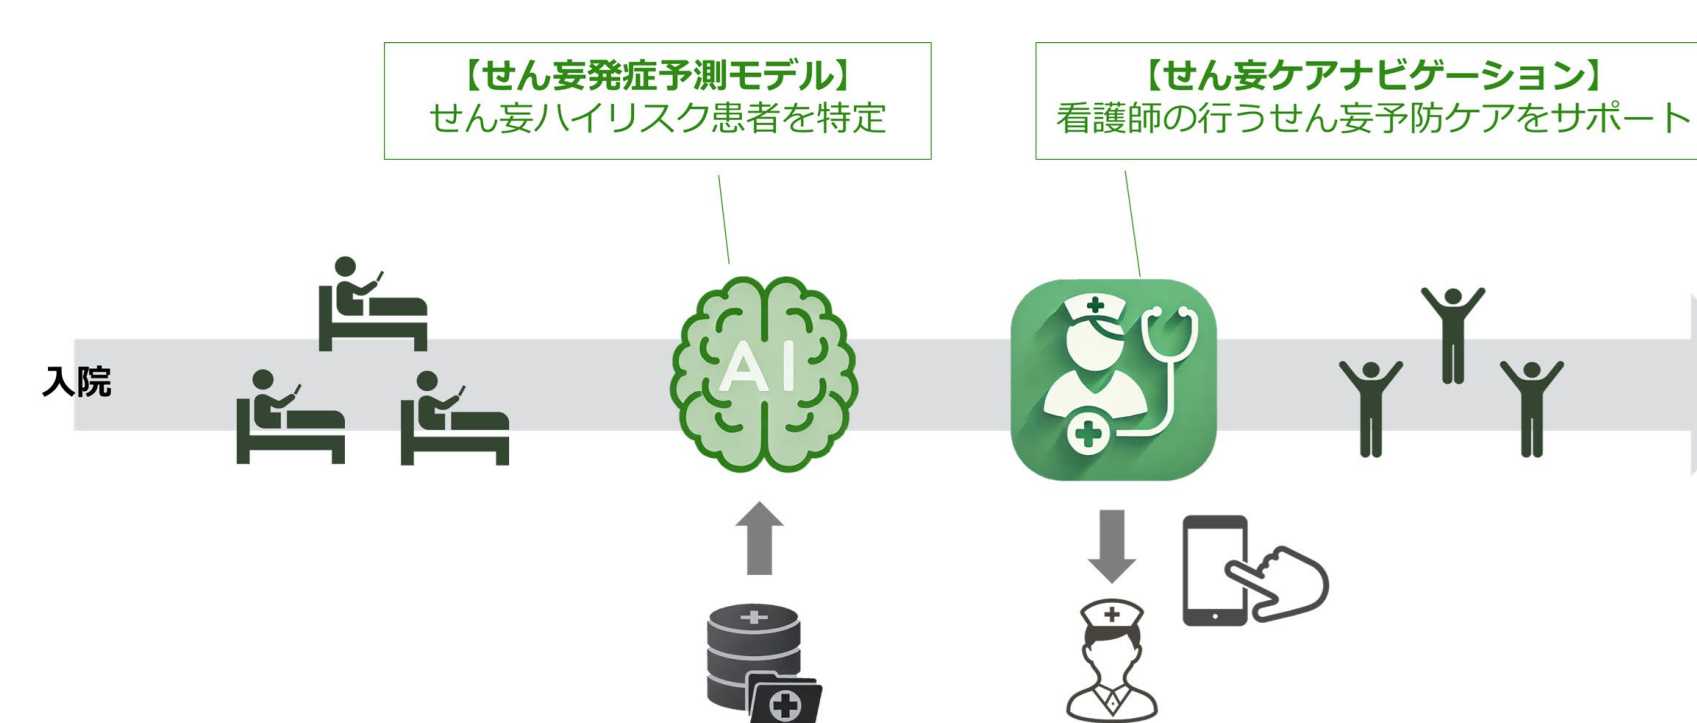 【せん妄発症予測モデル】
せん妄ハイリスク患者を特定
【せん妄ケアナビゲーション】
看護師の行うせん妄予防ケアをサポート
入院
AI